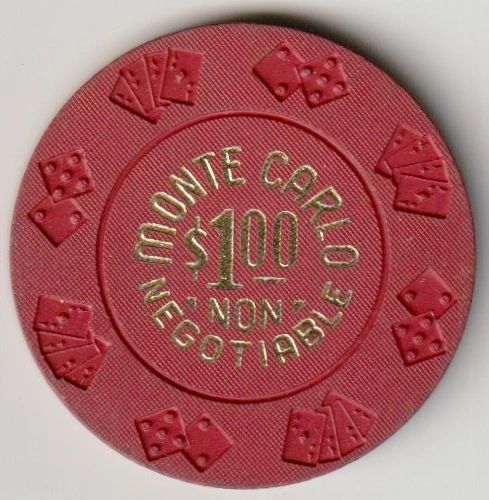 MONTE CARLO
$1.00
"NON"
NEGOTIABLE